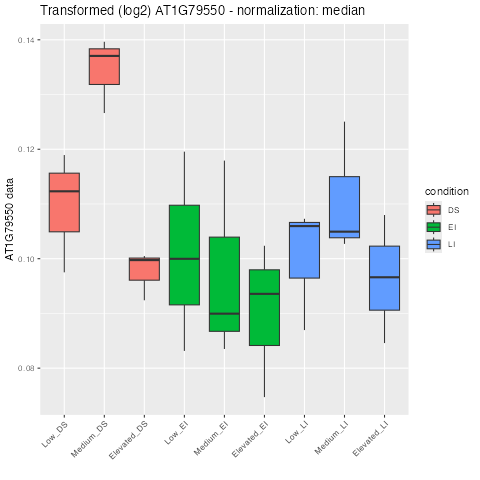 Transformed (log2) AT1G79550 - normalization: median
AT1G79550 data
0.14
0.12
0.10
0.08
Low_DS
Medium_DS
Elevated_DS
Low_EI
Medium_EI
Elevated_EI
Low_LI
Medium_LI
Elevated_LI
condition
DS
EI
LI